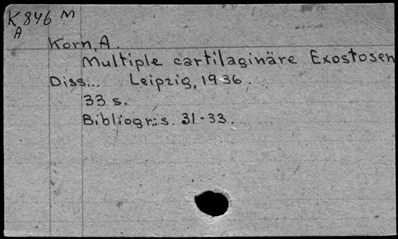 K 846 M
A
Korn, A.
Multiple cartilaginäre Exostosen
Diss... Leipzig, 1936.
33 s.
Bibliogr.: s. 31-33.